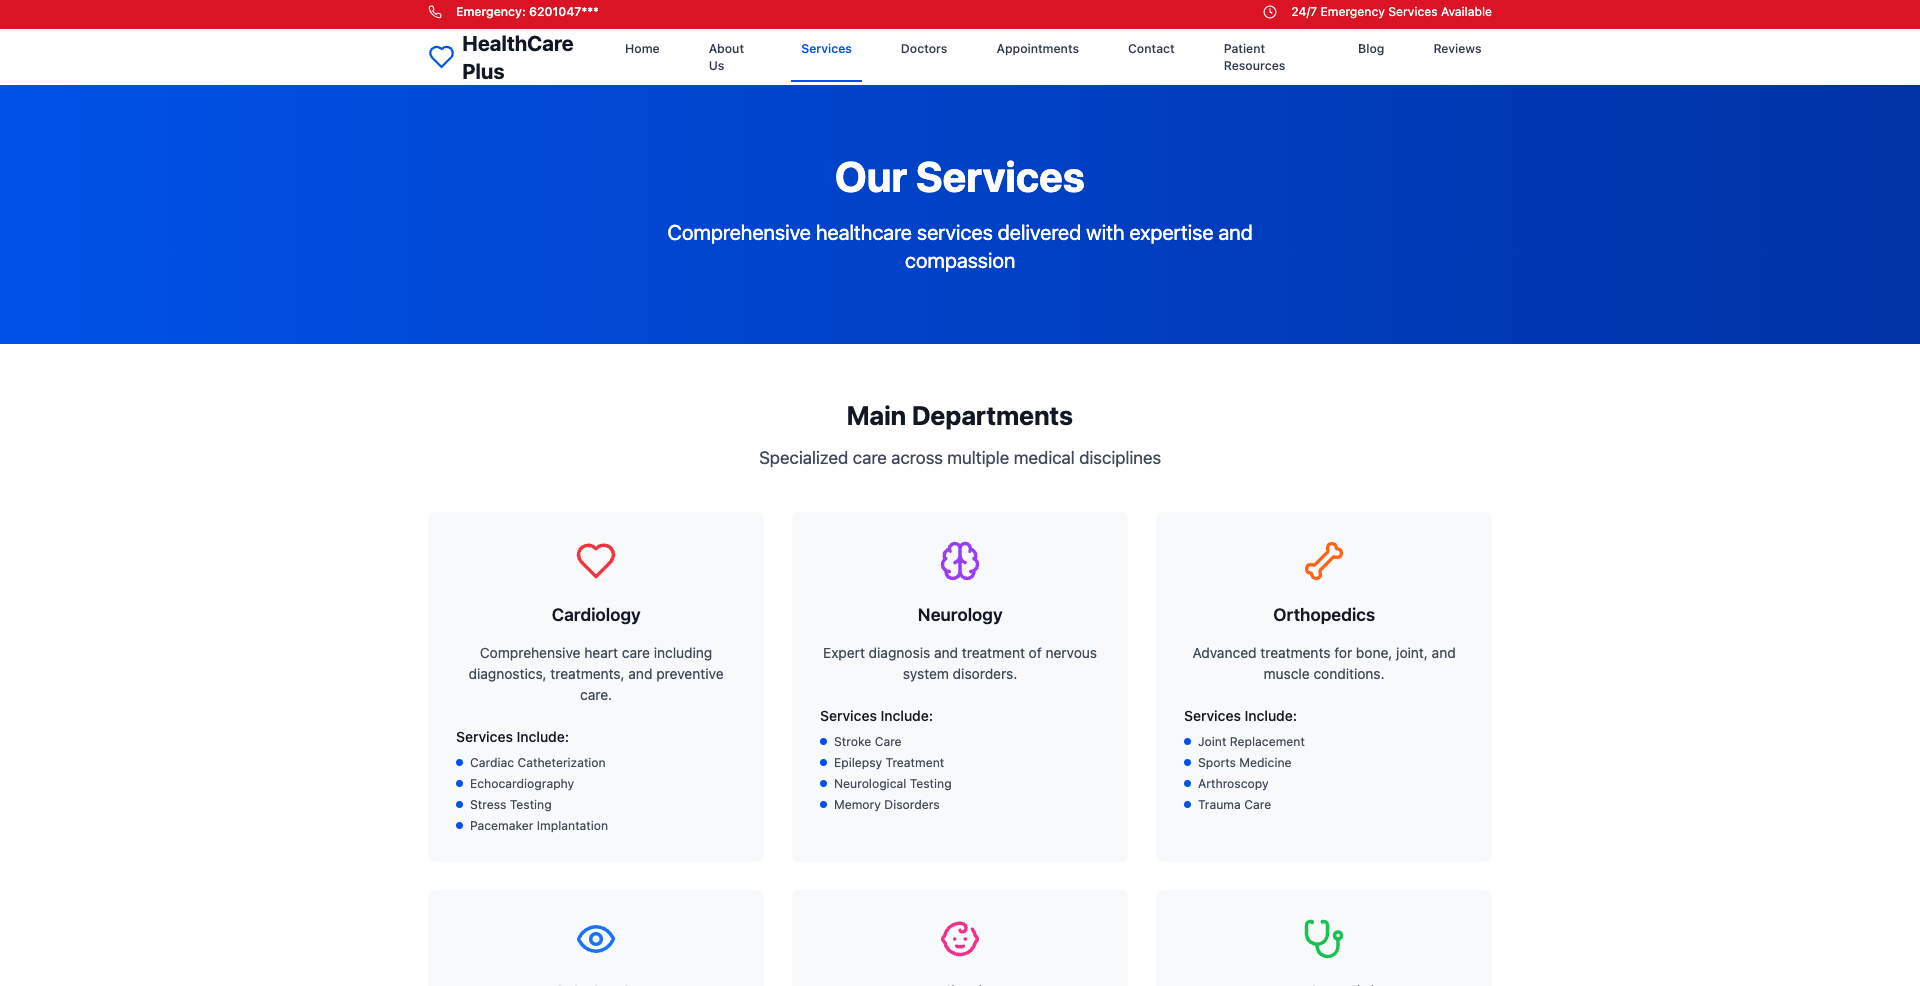 Emergency: 6201047***
24/7 Emergency Services Available
HealthCare
Plus
Home
About
Us
Services
Doctors
Appointments
Contact
Patient
Resources
Blog
Reviews
Our Services
Comprehensive healthcare services delivered with expertise and
compassion
Main Departments
Specialized care across multiple medical disciplines
Cardiology
Comprehensive heart care including
diagnostics, treatments, and preventive
care.
Services Include:
Cardiac Catheterization
Echocardiography
Stress Testing
Pacemaker Implantation
Neurology
Expert diagnosis and treatment of nervous
system disorders.
Services Include:
Stroke Care
Epilepsy Treatment
Neurological Testing
Memory Disorders
Orthopedics
Advanced treatments for bone, joint, and
muscle conditions.
Services Include:
Joint Replacement
Sports Medicine
Arthroscopy
Trauma Care